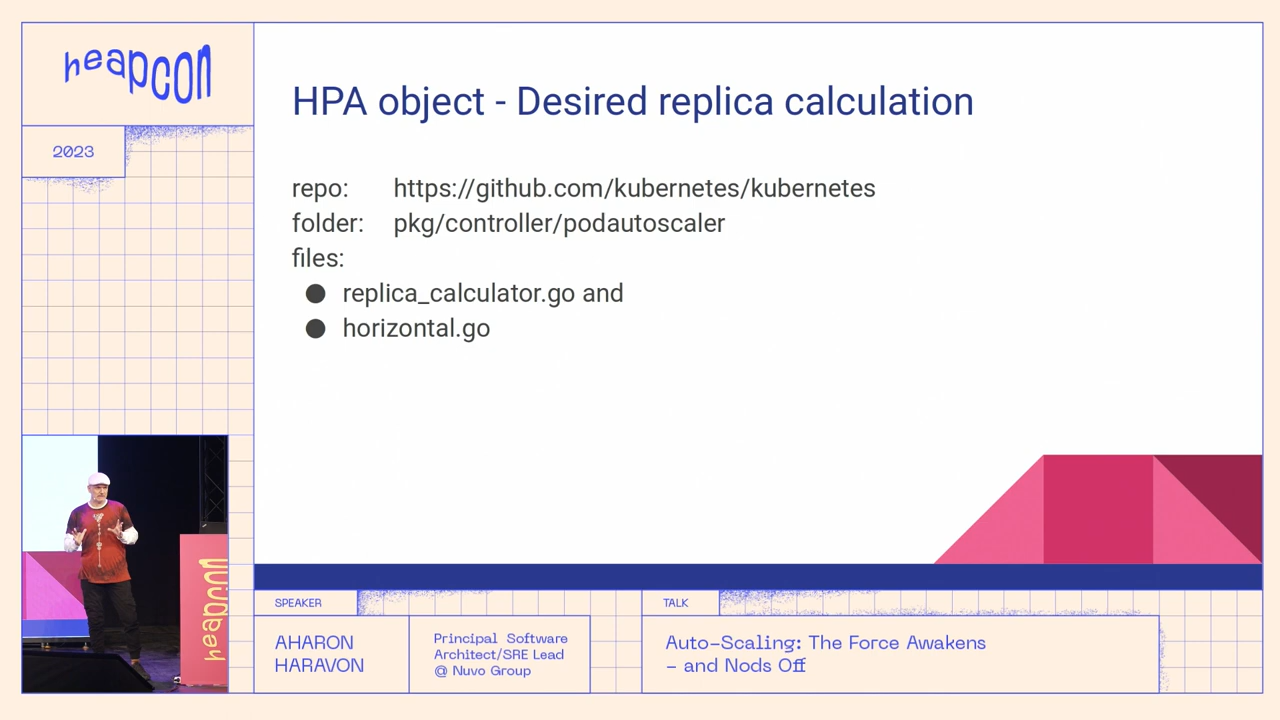 heapcon
2023
HPA object - Desired replica calculation
repo: https://github.com/kubernetes/kubernetes
folder: pkg/controller/podautoscaler
files:
● replica_calculator.go and
● horizontal.go
heapcon
SPEAKER
AHARON
HARAVON
Principal Software
Architect/SRE Lead
@ Nuvo Group
TALK
Auto-Scaling: The Force Awakens
- and Nods Off